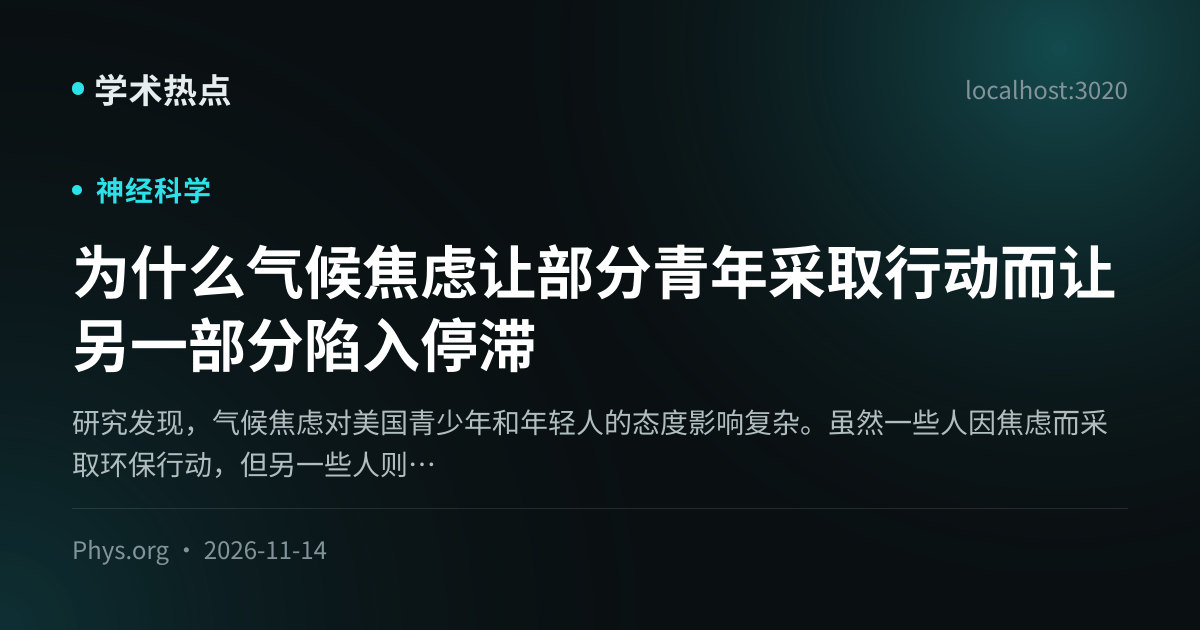 学术热点
localhost:3020
神经科学
为什么气候焦虑让部分青年采取行动而让
另一部分陷入停滞
研究发现，气候焦虑对美国青少年和年轻人的态度影响复杂。虽然一些人因焦虑而采
取环保行动，但另一些人则…
Phys.org • 2026-11-14